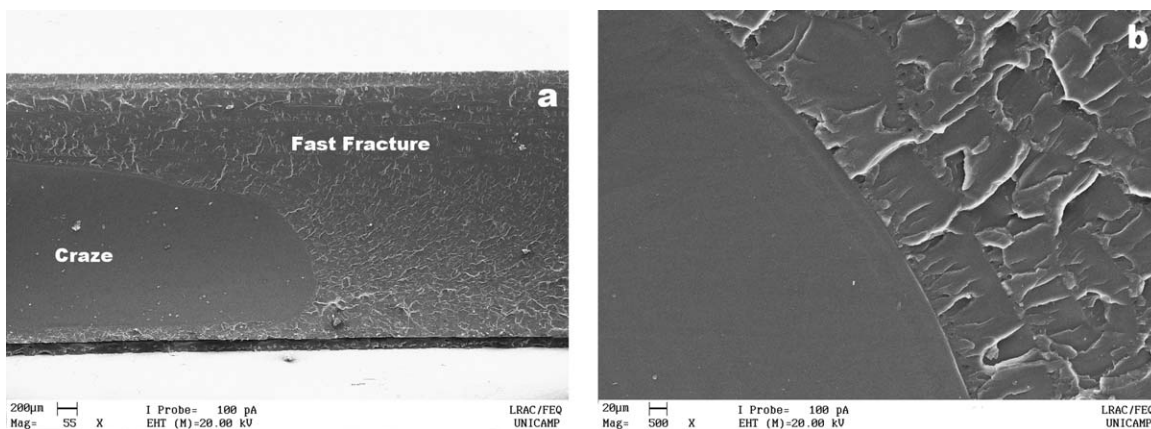 a
Fast Fracture
Craze
200µm
I Probe= 100 pA
LRAC/FEQ
Mag= 55 X
EHT (M)=20.00 kV
UNICAMP
b
20µm
I Probe= 100 pA
LRAC/FEQ
Mag= 500 X
EHT (M)=20.00 kV
UNICAMP